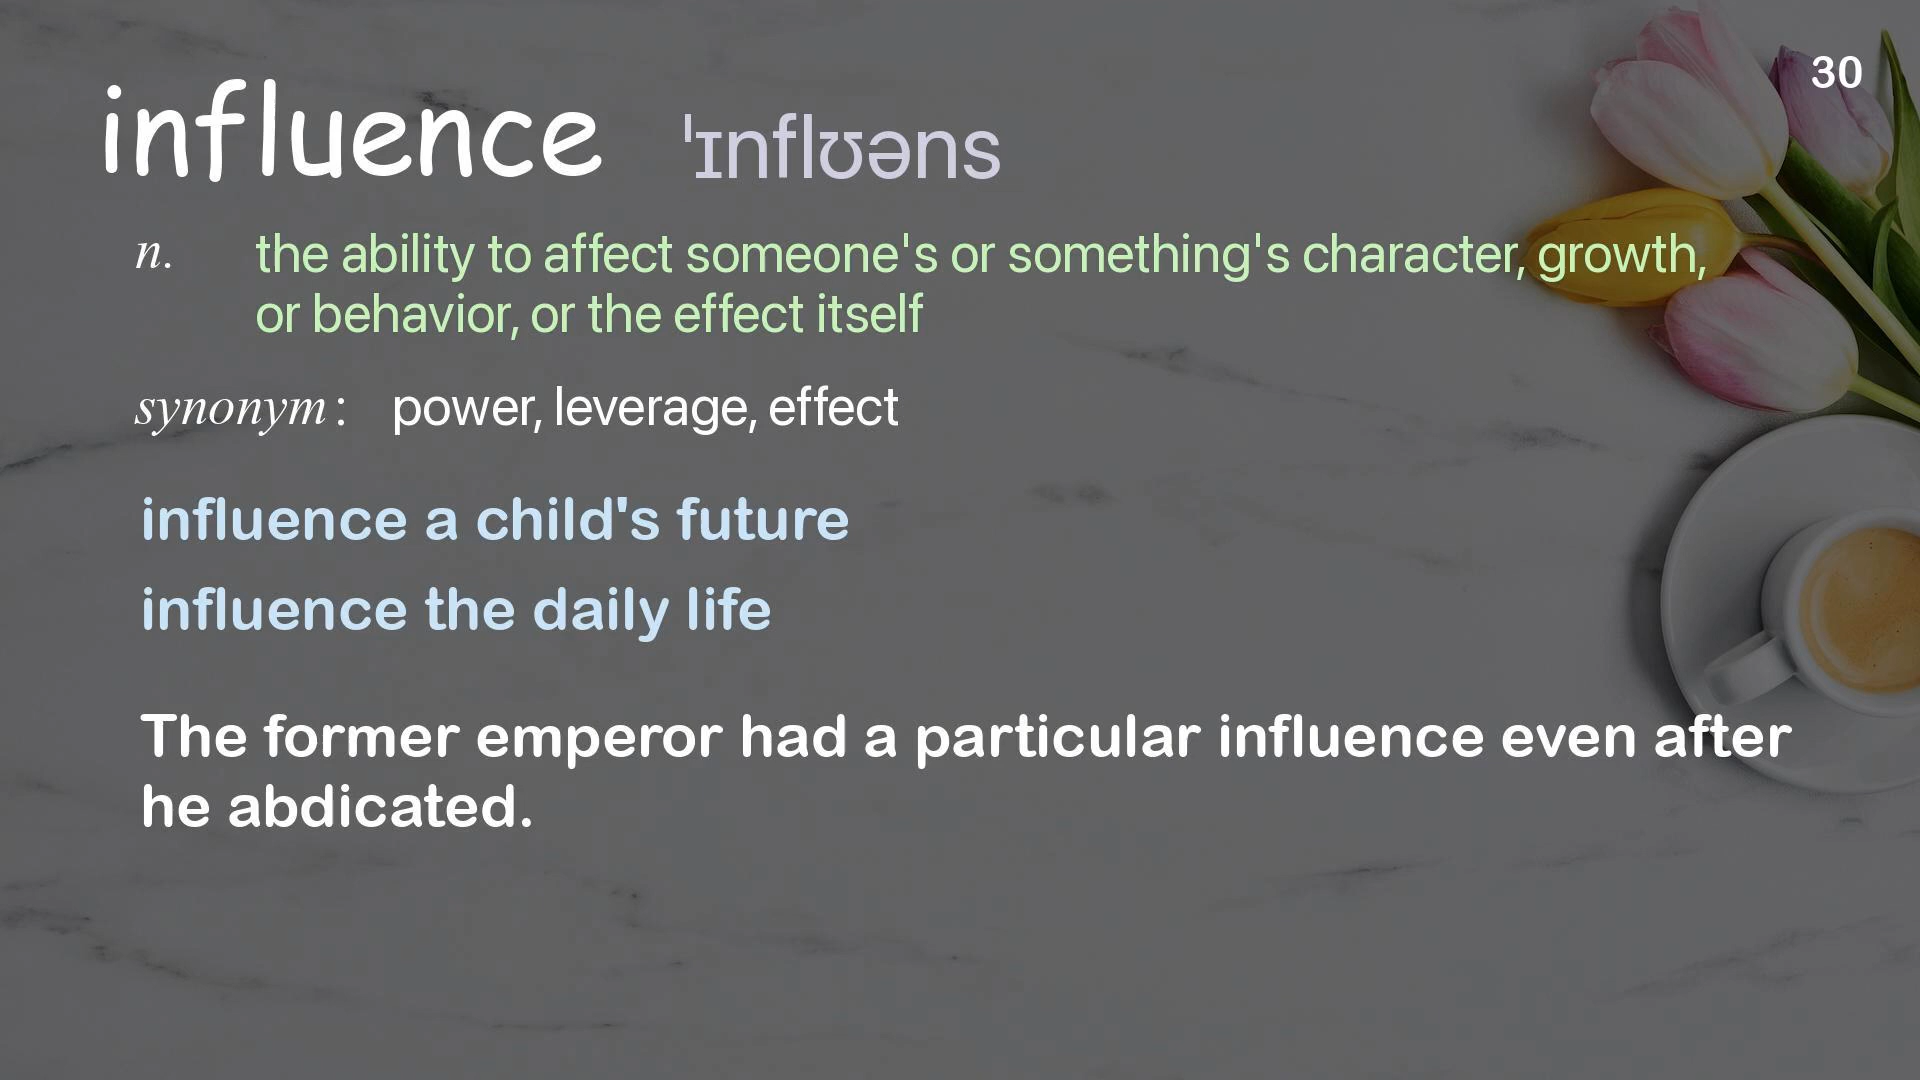 30
influence ˈɪnflʊəns
n. the ability to affect someone's or something's character, growth,
or behavior, or the effect itself
synonym: power, leverage, effect
influence a child's future
influence the daily life
The former emperor had a particular influence even after
he abdicated.